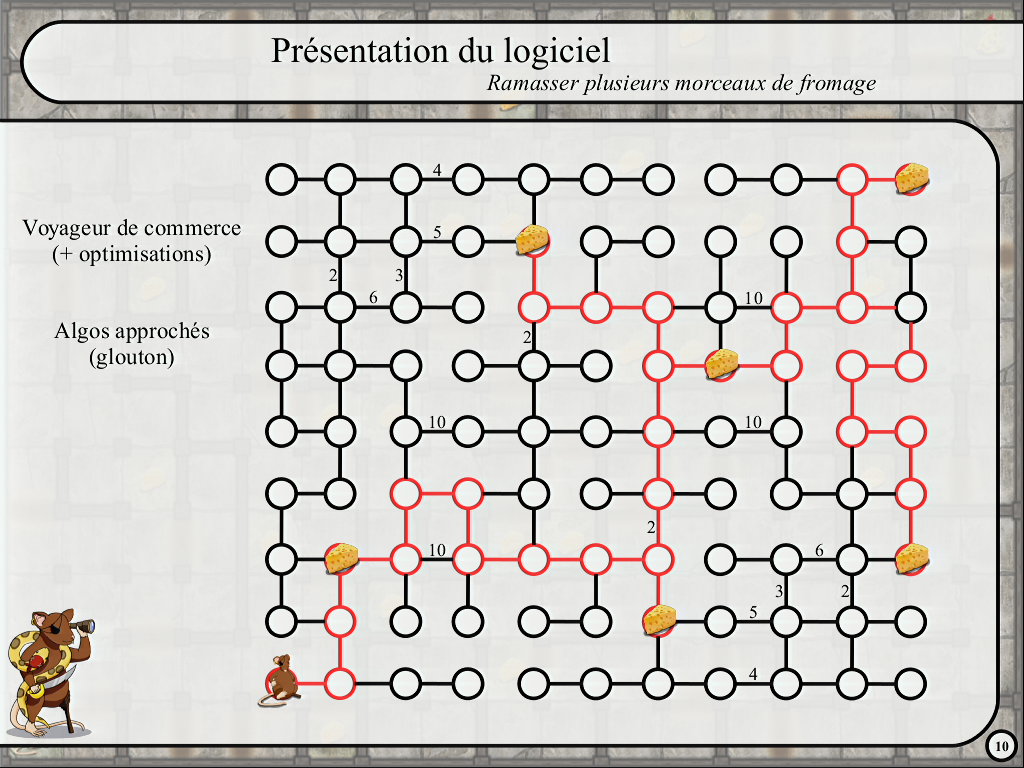 Présentation du logiciel
Ramasser plusieurs morceaux de fromage
Voyageur de commerce
(+ optimisations)
Algos approchés
(glouton)
4
5
2
3
6
10
2
10
10
2
10
6
3
2
5
4
10